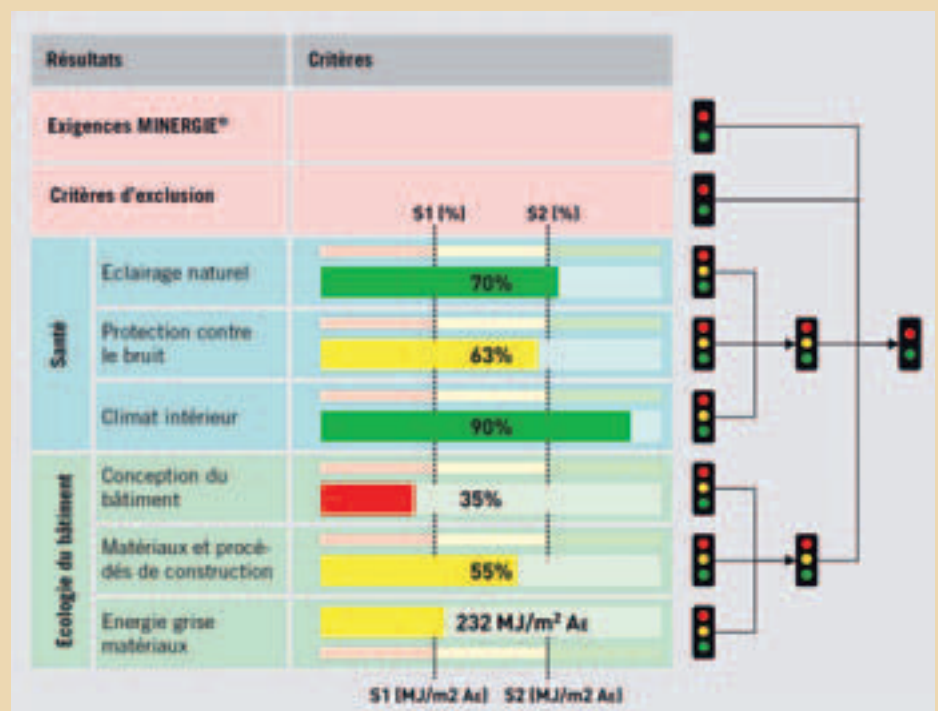 Résultats
Critères
Exigences MINERGIE®
Critères d'exclusion
S1 (%)
S2 (%)
Santé
Eclairage naturel
70%
Protection contre
le bruit
63%
Climat intérieur
90%
Ecologie du bâtiment
Conception du
bâtiment
35%
Matériaux et procé-
dés de construction
55%
Energie grise
matériaux
232 MJ/m² AE
S1 (MJ/m2 AE)
S2 (MJ/m2 AE)